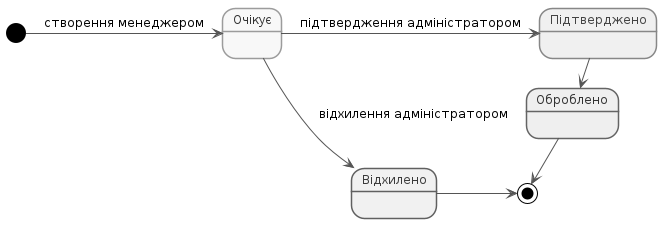 створення менеджером
Очікує
підтвердження адміністратором
Підтверджено
Оброблено
відхилення адміністратором
Відхилено